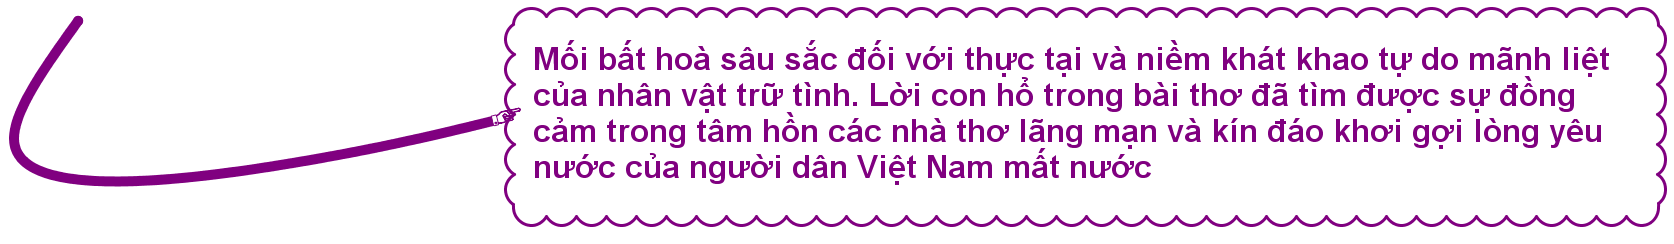 Mối bất hoà sâu sắc đối với thực tại và niềm khát khao tự do mãnh liệt
của nhân vật trữ tình. Lời con hổ trong bài thơ đã tìm được sự đồng
cảm trong tâm hồn các nhà thơ lãng mạn và kín đáo khơi gợi lòng yêu
nước của người dân Việt Nam mất nước